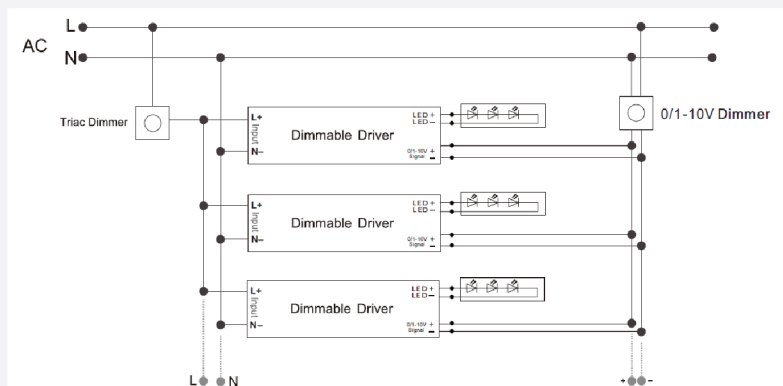 L
AC
N
Triac Dimmer
0/1-10V Dimmer
L+
Input
N-
Dimmable Driver
LED +
LED-
0/1-10V +
Signal -
L+
Input
N-
Dimmable Driver
LED +
LED-
0/1-10V +
Signal -
L+
Input
N-
Dimmable Driver
LED +
LED-
0/1-10V +
Signal -
L N + -